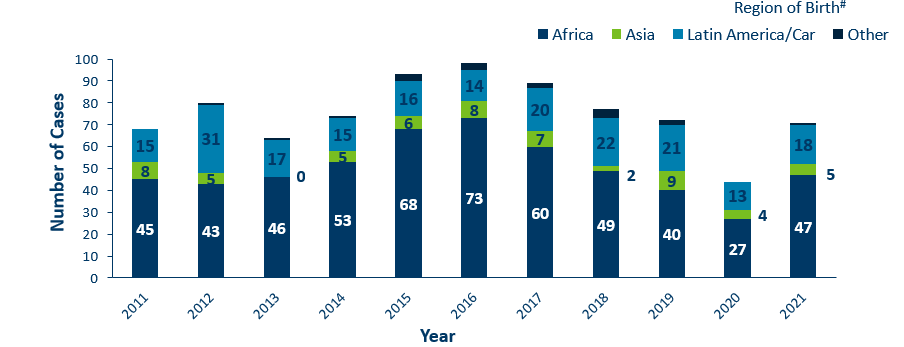 Region of Birth#
Africa Asia Latin America/Car Other
Number of Cases
100
90
80
70
60
50
40
30
20
10
0
15 8 45
31 5 43
17 0 46
15 5 53
16 6 68
14 8 73
20 7 60
22 2 49
21 9 40
13 4 27
18 5 47
2011 2012 2013 2014 2015 2016 2017 2018 2019 2020 2021
Year